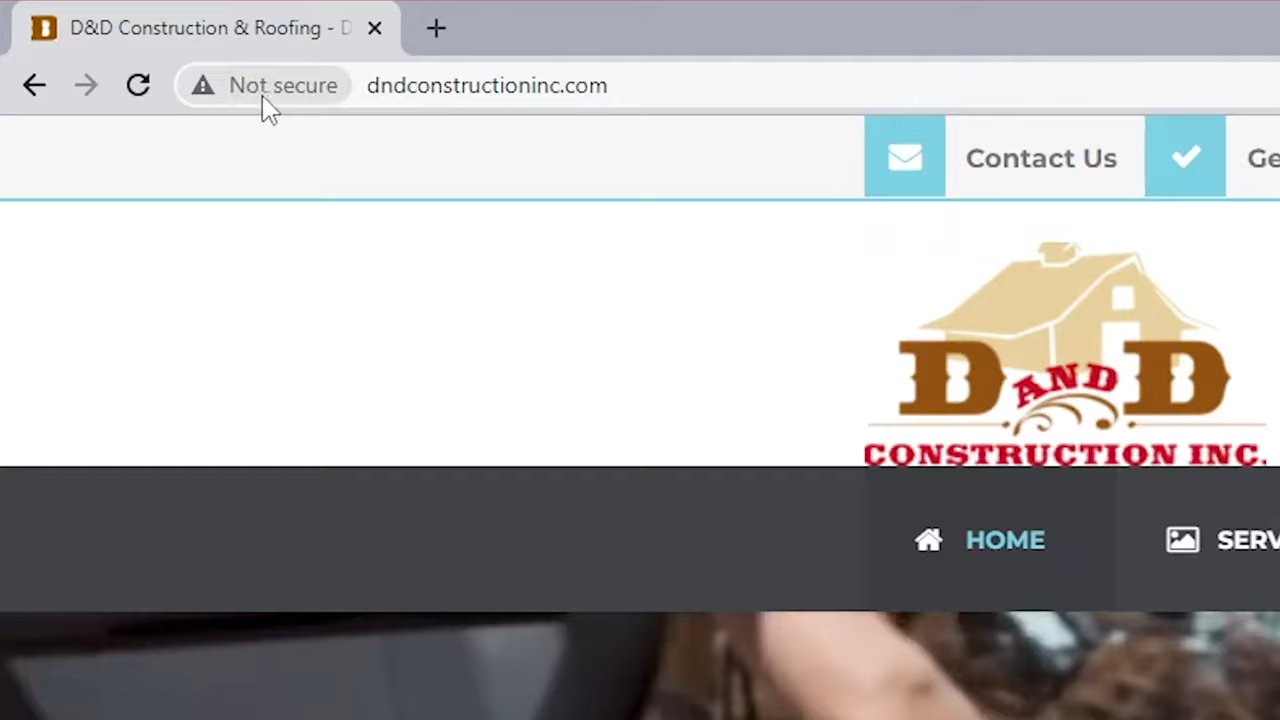 D&D Construction & Roofing - D
Not secure
dndconstructioninc.com
Contact Us
Ge
D AND D
CONSTRUCTION INC.
HOME
SERV